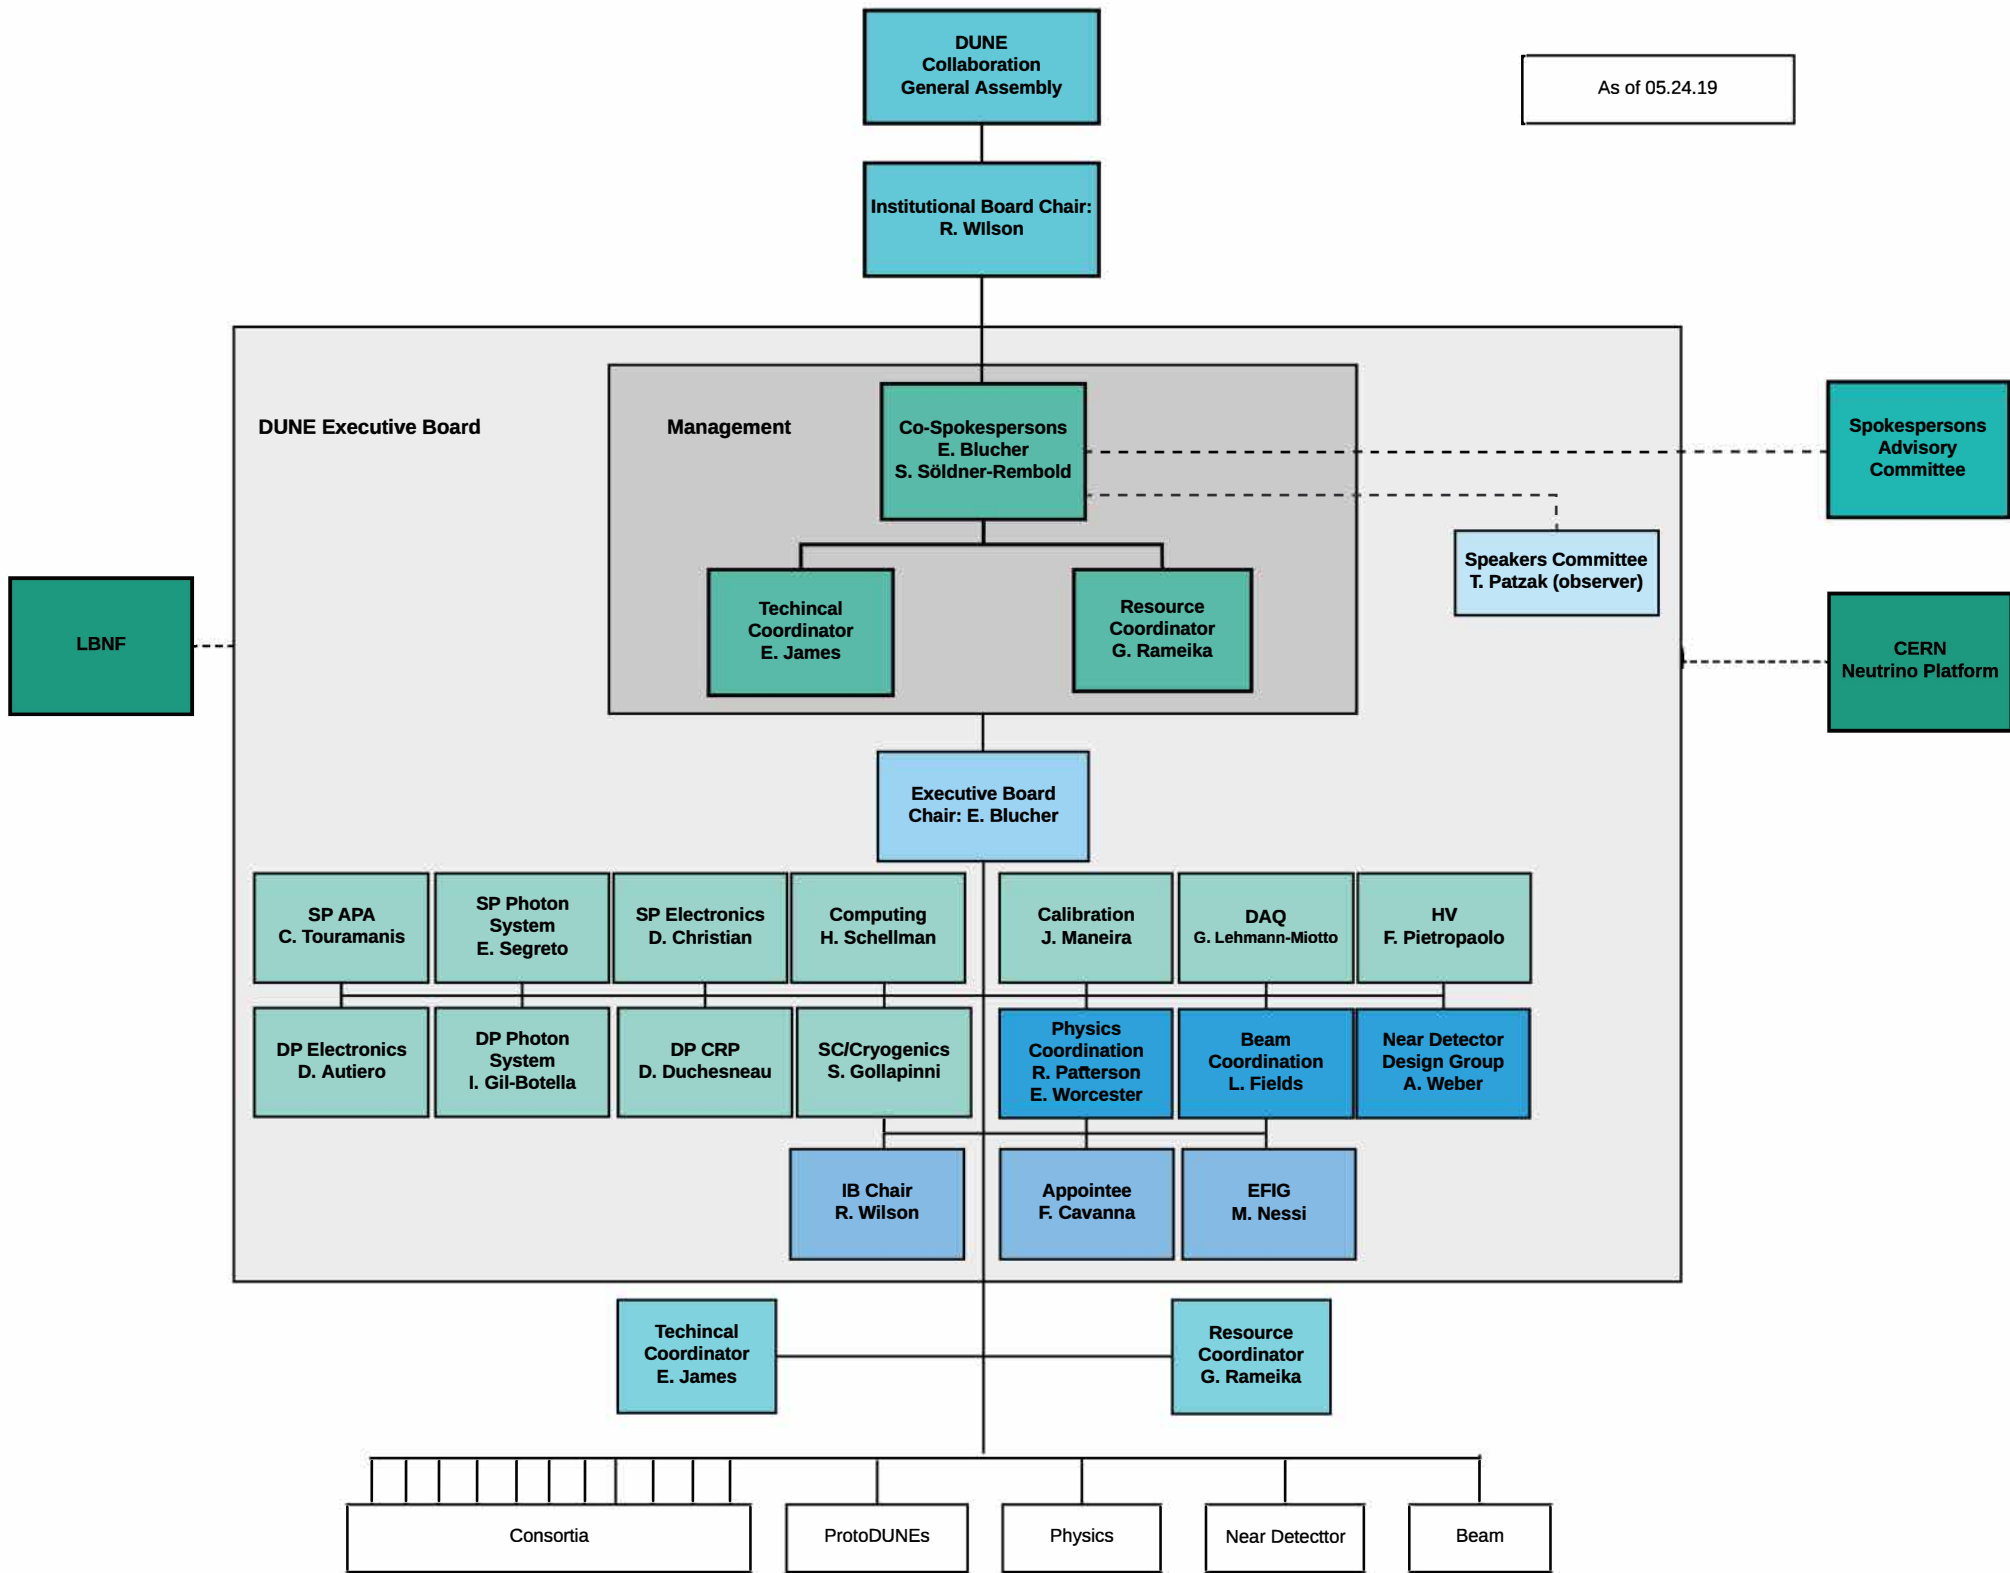 DUNE
Collaboration
General Assembly
As of 05.24.19
Institutional Board Chair:
R. WIlson
DUNE Executive Board
Management
Co-Spokespersons
E. Blucher
S. Söldner-Rembold
Spokespersons
Advisory
Committee
Speakers Committee
T. Patzak (observer)
LBNF
Techincal
Coordinator
E. James
Resource
Coordinator
G. Rameika
CERN
Neutrino Platform
Executive Board
Chair: E. Blucher
SP APA
C. Touramanis
SP Photon
System
E. Segreto
SP Electronics
D. Christian
Computing
H. Schellman
Calibration
J. Maneira
DAQ
G. Lehmann-Miotto
HV
F. Pietropaolo
DP Electronics
D. Autiero
DP Photon
System
I. Gil-Botella
DP CRP
D. Duchesneau
SC/Cryogenics
S. Gollapinni
Physics
Coordination
R. Patterson
E. Worcester
Beam
Coordination
L. Fields
Near Detector
Design Group
A. Weber
IB Chair
R. Wilson
Appointee
F. Cavanna
EFIG
M. Nessi
Techincal
Coordinator
E. James
Resource
Coordinator
G. Rameika
Consortia
ProtoDUNEs
Physics
Near Detecttor
Beam